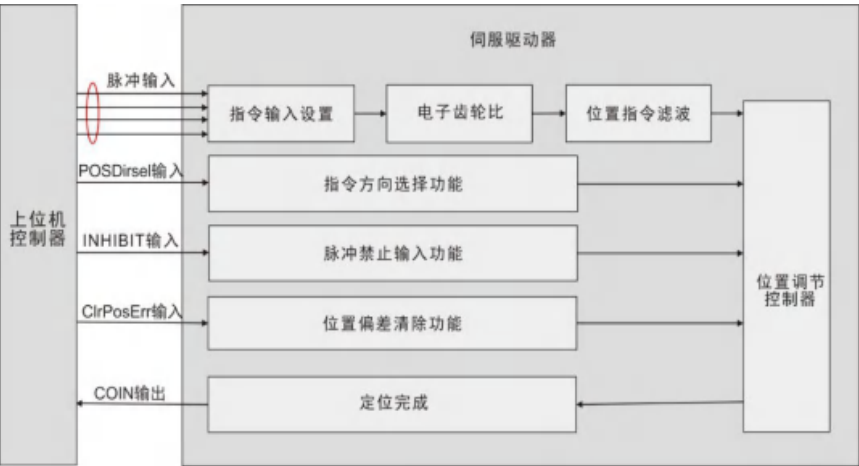 伺服驱动器
脉冲输入
指令输入设置
电子齿轮比
位置指令滤波
POSDirsel输入
指令方向选择功能
上位机
控制器
INHIBIT输入
脉冲禁止输入功能
位置调节
控制器
ClrPosErr输入
位置偏差清除功能
COIN输出
定位完成